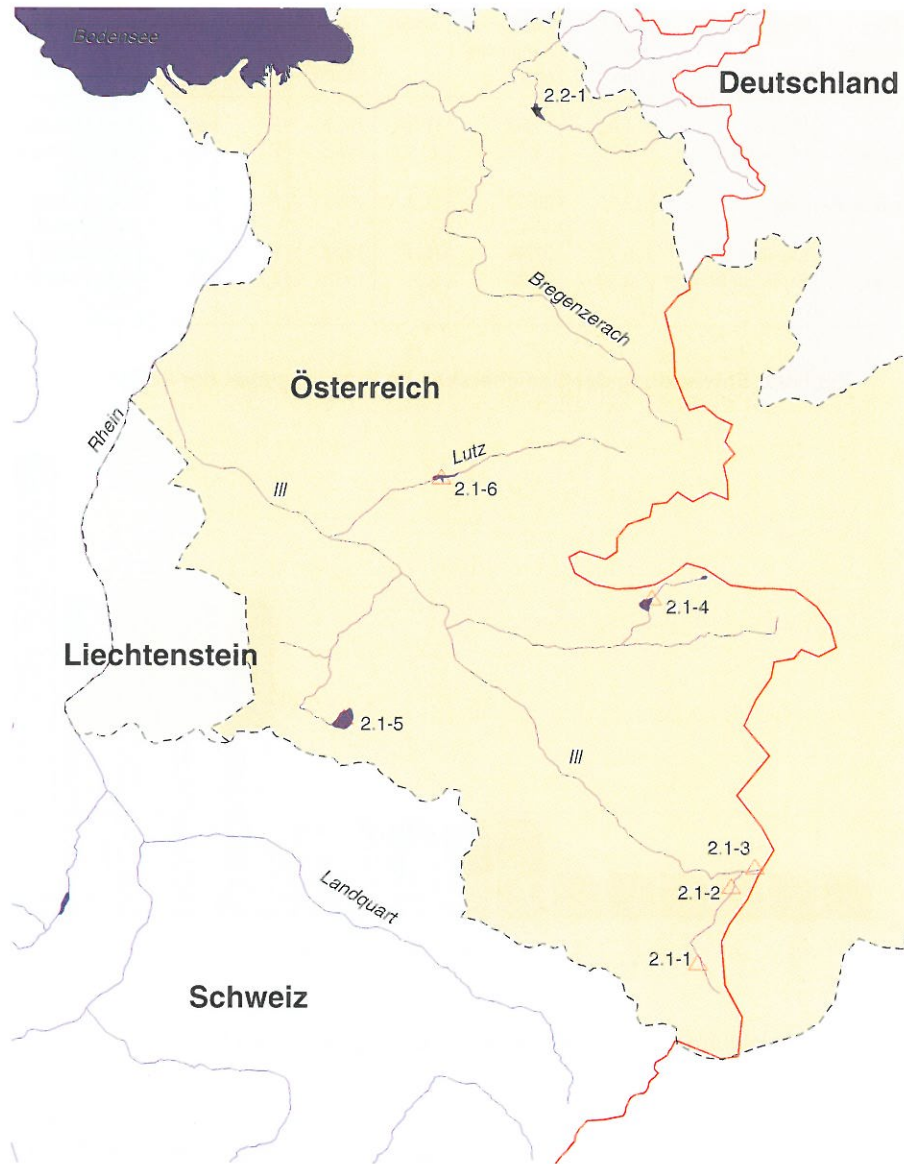 Bodensee
Deutschland
2.2-1
Bregenzerach
Österreich
Rhein
Lutz
Ill
2.1-6
2.1-4
Liechtenstein
2.1-5
Ill
2.1-3
2.1-2
Landquart
2.1-1
Schweiz